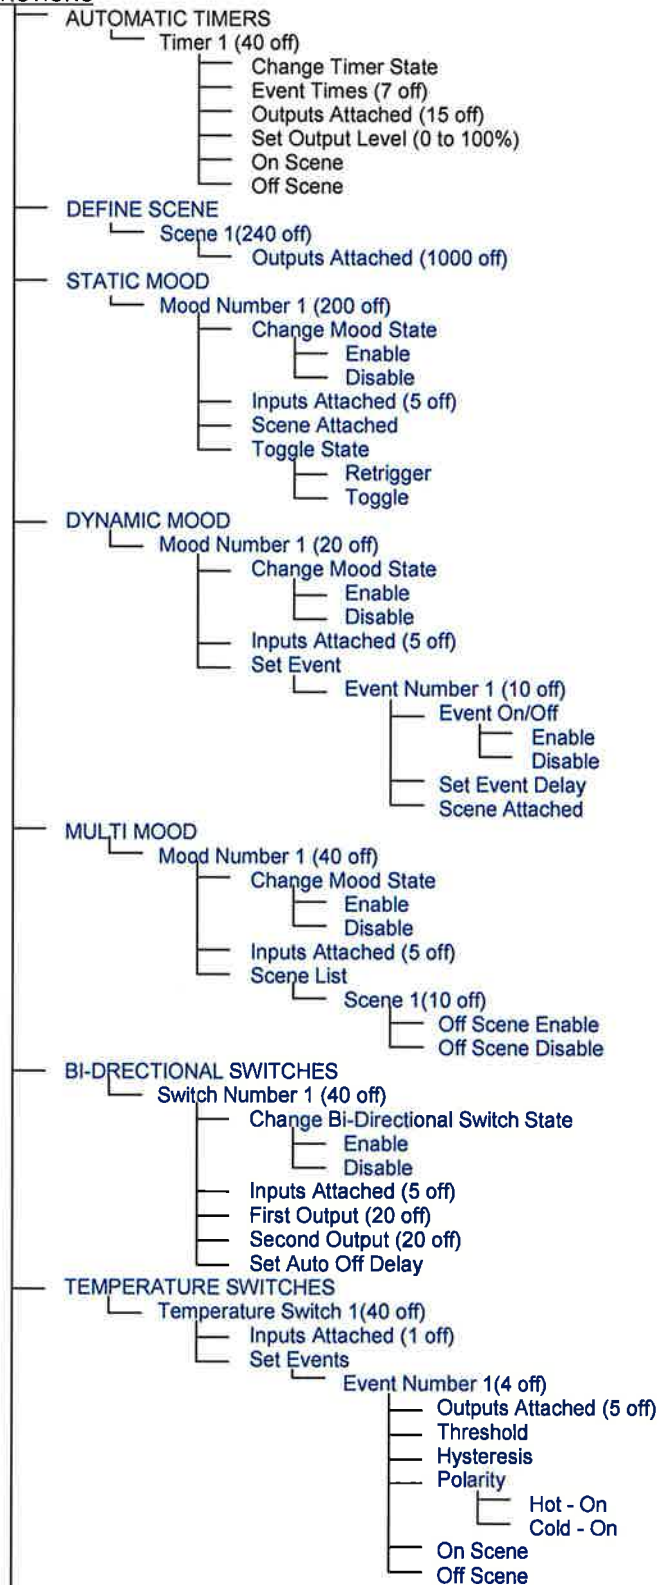 AUTOMATIC TIMERS
Timer 1 (40 off)
Change Timer State
Event Times (7 off)
Outputs Attached (15 off)
Set Output Level (0 to 100%)
On Scene
Off Scene
DEFINE SCENE
Scene 1(240 off)
Outputs Attached (1000 off)
STATIC MOOD
Mood Number 1 (200 off)
Change Mood State
Enable
Disable
Inputs Attached (5 off)
Scene Attached
Toggle State
Retrigger
Toggle
DYNAMIC MOOD
Mood Number 1 (20 off)
Change Mood State
Enable
Disable
Inputs Attached (5 off)
Set Event
Event Number 1 (10 off)
Event On/Off
Enable
Disable
Set Event Delay
Scene Attached
MULTI MOOD
Mood Number 1 (40 off)
Change Mood State
Enable
Disable
Inputs Attached (5 off)
Scene List
Scene 1(10 off)
Off Scene Enable
Off Scene Disable
BI-DRECTIONAL SWITCHES
Switch Number 1 (40 off)
Change Bi-Directional Switch State
Enable
Disable
Inputs Attached (5 off)
First Output (20 off)
Second Output (20 off)
Set Auto Off Delay
TEMPERATURE SWITCHES
Temperature Switch 1(40 off)
Inputs Attached (1 off)
Set Events
Event Number 1(4 off)
Outputs Attached (5 off)
Threshold
Hysteresis
Polarity
Hot - On
Cold - On
On Scene
Off Scene